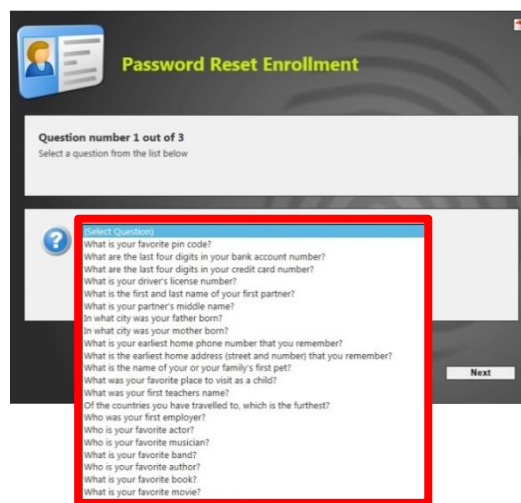 Password Reset Enrollment
Question number 1 out of 3
Select a question from the list below
(Select Question)
What is your favorite pin code?
What are the last four digits in your bank account number?
What are the last four digits in your credit card number?
What is your driver's license number?
What is the first and last name of your first partner?
What is your partner's middle name?
In what city was your father born?
In what city was your mother born?
What is your earliest home phone number that you remember?
What is the earliest home address (street and number) that you remember?
What is the name of your or your family's first pet?
What was your favorite place to visit as a child?
What was your first teachers name?
Of the countries you have travelled to, which is the furthest?
Who was your first employer?
Who is your favorite actor?
Who is your favorite musician?
What is your favorite band?
Who is your favorite author?
What is your favorite book?
What is your favorite movie?
Next